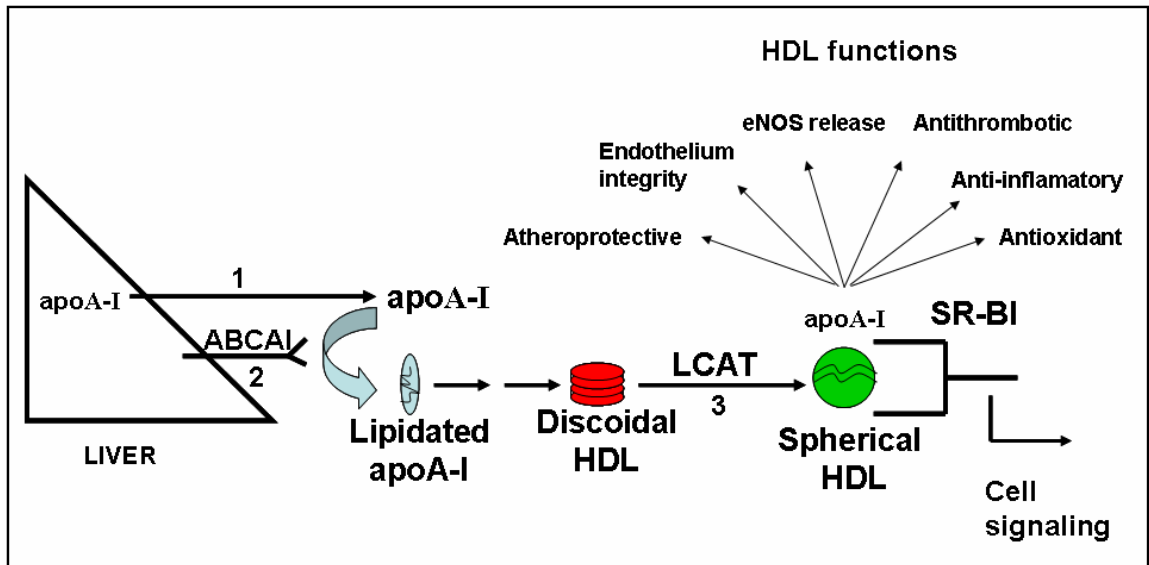 HDL functions
eNOS release
Antithrombotic
Endothelium
integrity
Anti-inflamatory
Atheroprotective
Antioxidant
1
apoA-I
apoA-I
apoA-I
SR-BI
ABCAI
2
LCAT
3
Lipidated
apoA-I
Discoidal
HDL
Spherical
HDL
LIVER
Cell
signaling